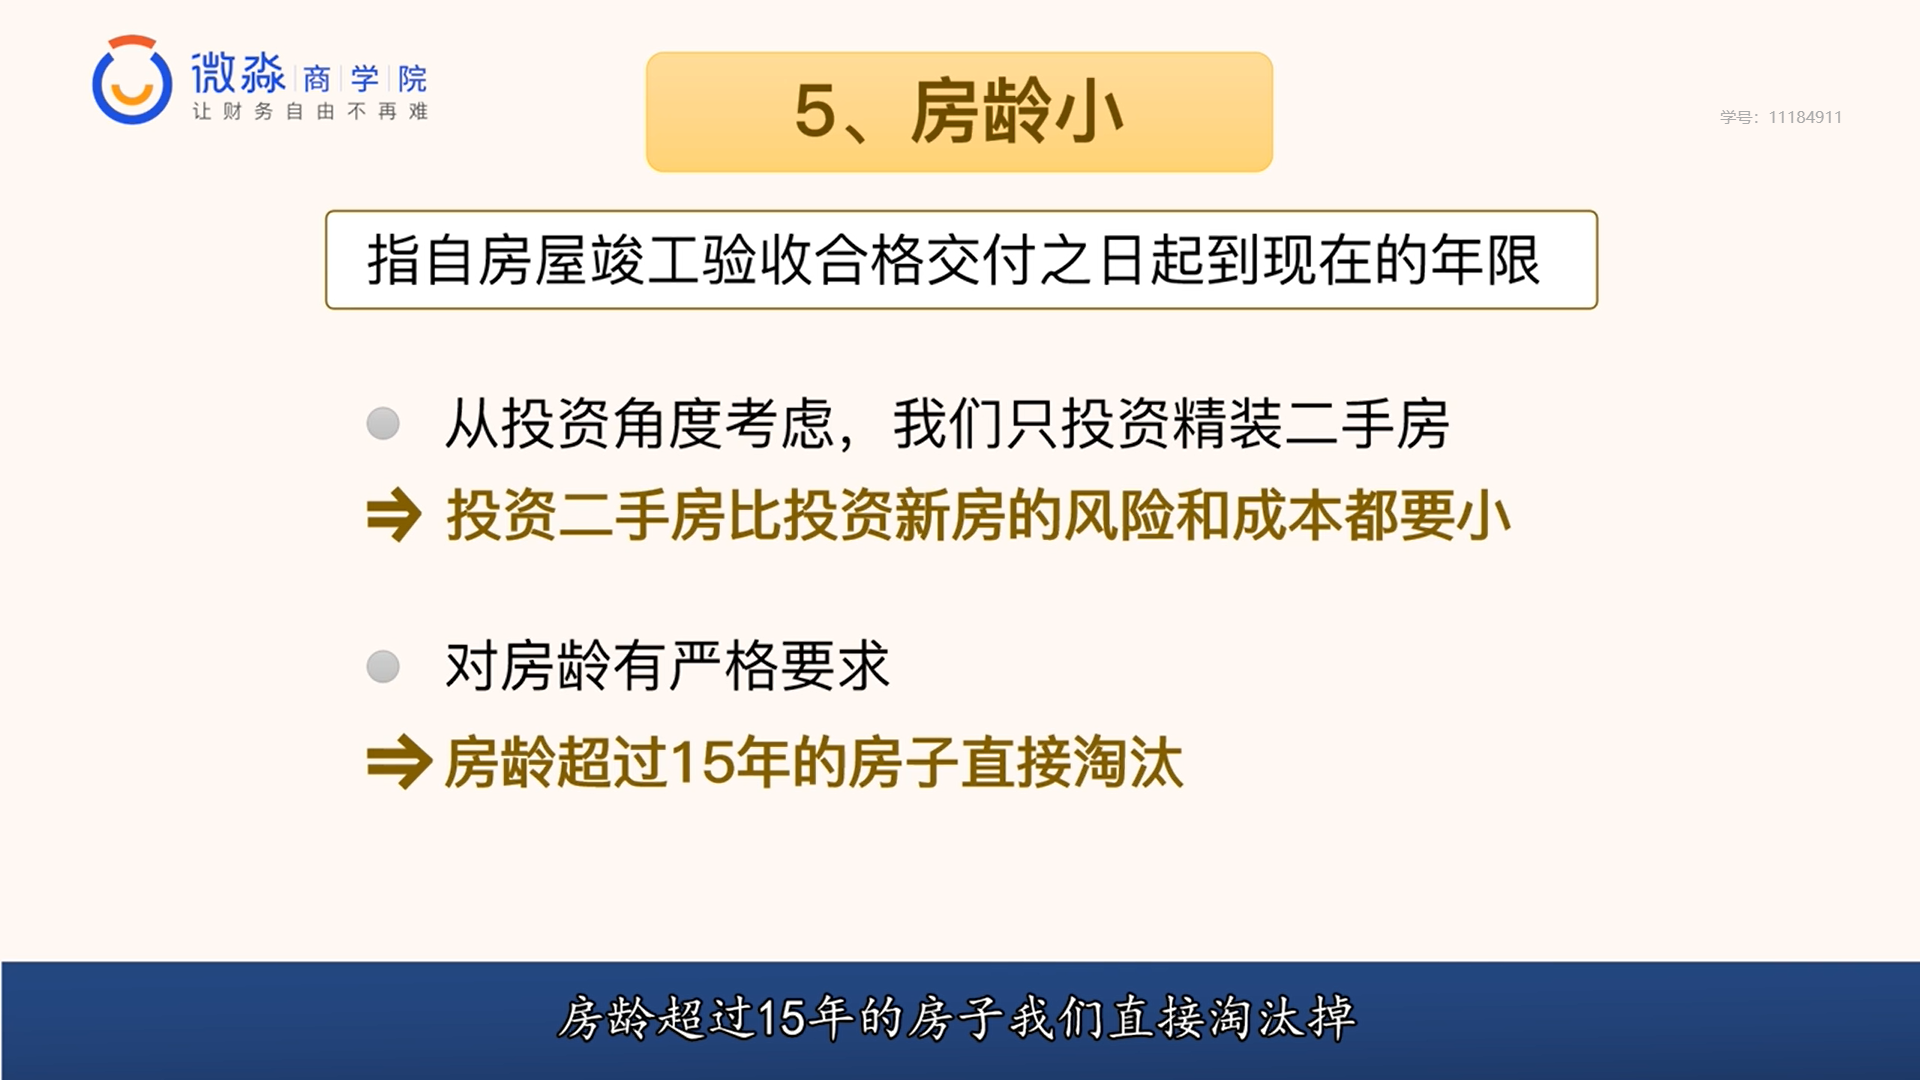 微淼商学院
让财务自由不再难
5、房龄小
学号：11184911
指自房屋竣工验收合格交付之日起到现在的年限
从投资角度考虑，我们只投资精装二手房
投资二手房比投资新房的风险和成本都要小
对房龄有严格要求
房龄超过15年的房子直接淘汰
房龄超过15年的房子我们直接淘汰掉